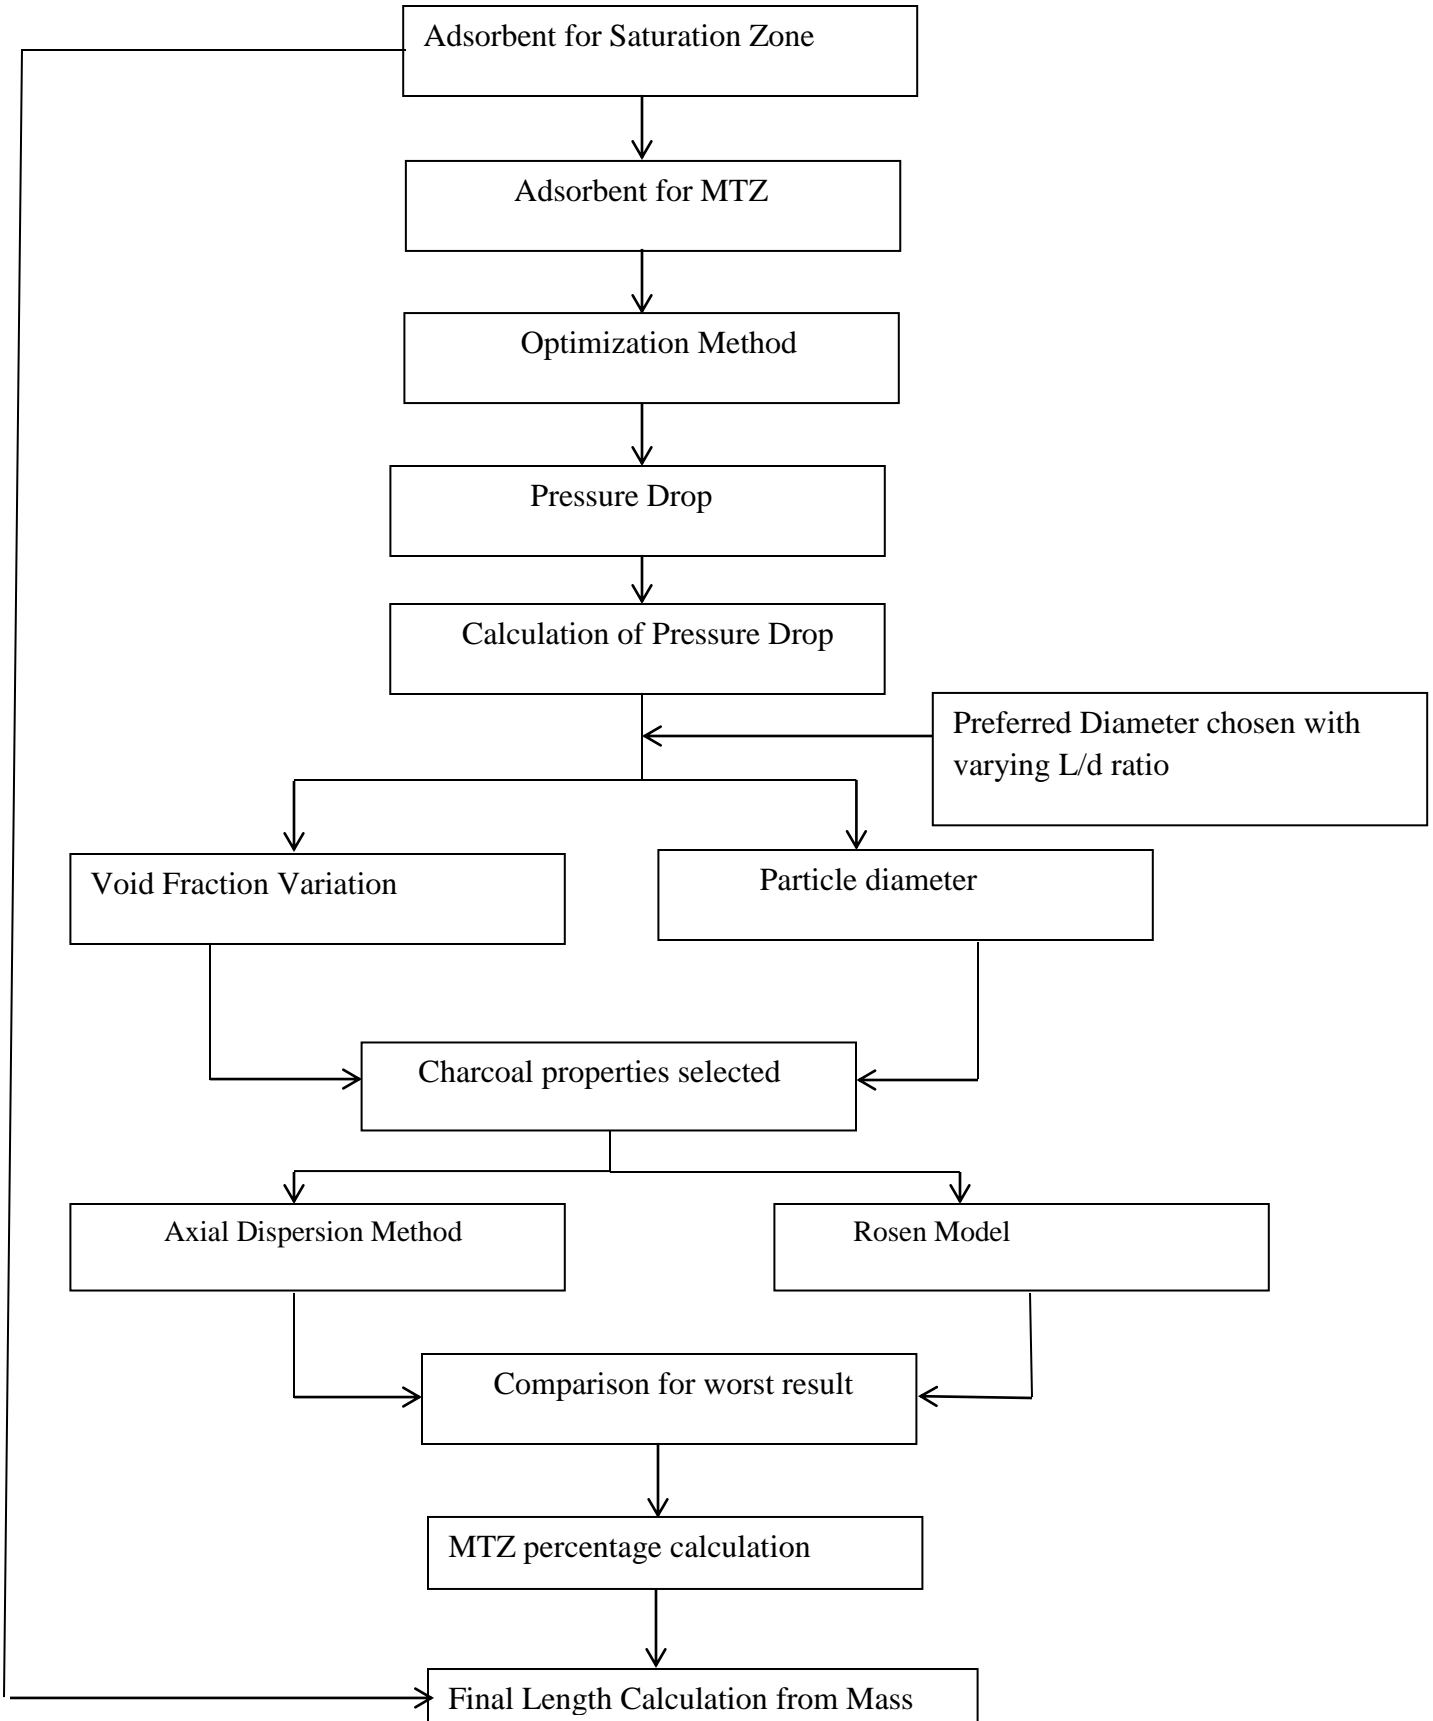 Adsorbent for Saturation Zone
Adsorbent for MTZ
Optimization Method
Pressure Drop
Calculation of Pressure Drop
Preferred Diameter chosen with
varying L/d ratio
Void Fraction Variation
Particle diameter
Charcoal properties selected
Axial Dispersion Method
Rosen Model
Comparison for worst result
MTZ percentage calculation
Final Length Calculation from Mass